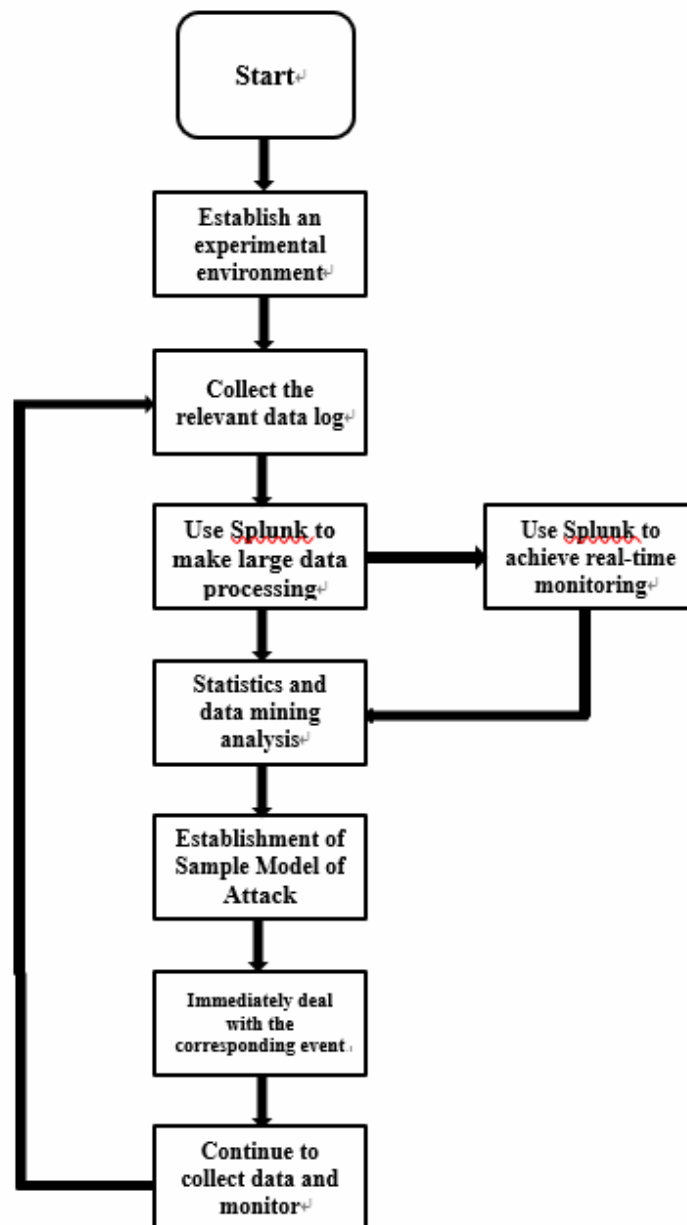 Start
Establish an
experimental
environment
Collect the
relevant data log
Use Splunk to
make large data
processing
Use Splunk to
achieve real-time
monitoring
Statistics and
data mining
analysis
Establishment of
Sample Model of
Attack
Immediately deal
with the
corresponding event.
Continue to
collect data and
monitor